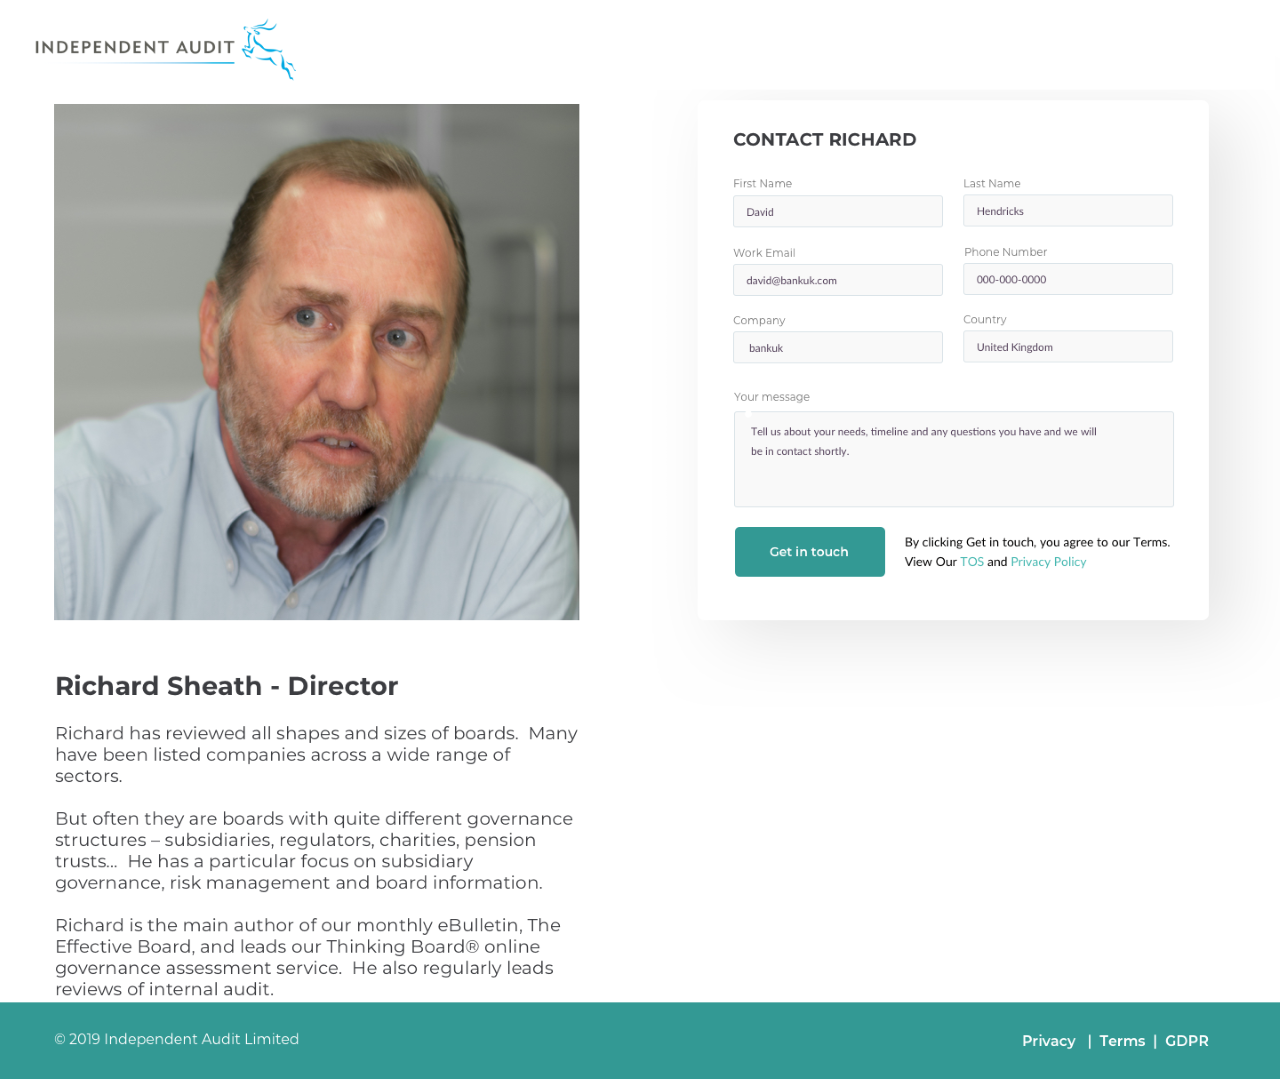 INDEPENDENT AUDIT
CONTACT RICHARD
First Name
Last Name
David
Hendricks
Work Email
Phone Number
david@bankuk.com
000-000-0000
Company
Country
bankuk
United Kingdom
Your message
Tell us about your needs, timeline and any questions you have and we will
be in contact shortly.
Get in touch
By clicking Get in touch, you agree to our Terms.
View Our TOS and Privacy Policy
Richard Sheath - Director
Richard has reviewed all shapes and sizes of boards.  Many
have been listed companies across a wide range of
sectors.
But often they are boards with quite different governance
structures – subsidiaries, regulators, charities, pension
trusts…  He has a particular focus on subsidiary
governance, risk management and board information.
Richard is the main author of our monthly eBulletin, The
Effective Board, and leads our Thinking Board® online
governance assessment service.  He also regularly leads
reviews of internal audit.
© 2019 Independent Audit Limited
Privacy | Terms | GDPR